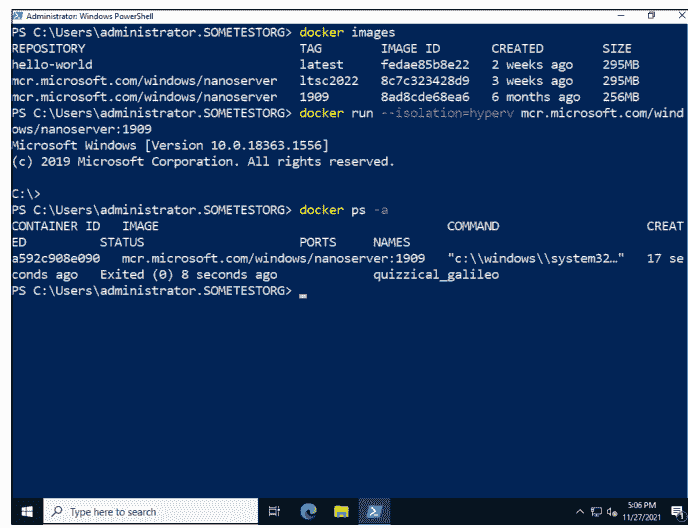 Administrator: Windows PowerShell
PS C:\Users\administrator.SOMETESTORG> docker images
REPOSITORY TAG IMAGE ID CREATED SIZE
hello-world latest fedae85b8e22 2 weeks ago 295MB
mcr.microsoft.com/windows/nanoserver ltsc2022 8c7c323428d9 3 weeks ago 295MB
mcr.microsoft.com/windows/nanoserver 1909 8ad8cde68ea6 6 months ago 256MB
PS C:\Users\administrator.SOMETESTORG> docker run --isolation=hyperv mcr.microsoft.com/wind
ows/nanoserver:1909
Microsoft Windows [Version 10.0.18363.1556]
(c) 2019 Microsoft Corporation. All rights reserved.
C:\>
PS C:\Users\administrator.SOMETESTORG> docker ps -a
CONTAINER ID IMAGE COMMAND CREAT
ED STATUS PORTS NAMES
a592c908e090 mcr.microsoft.com/windows/nanoserver:1909 "c:\\windows\\system32…" 17 se
conds ago Exited (0) 8 seconds ago quizzical_galileo
PS C:\Users\administrator.SOMETESTORG>
Type here to search
5:06 PM
11/27/2021